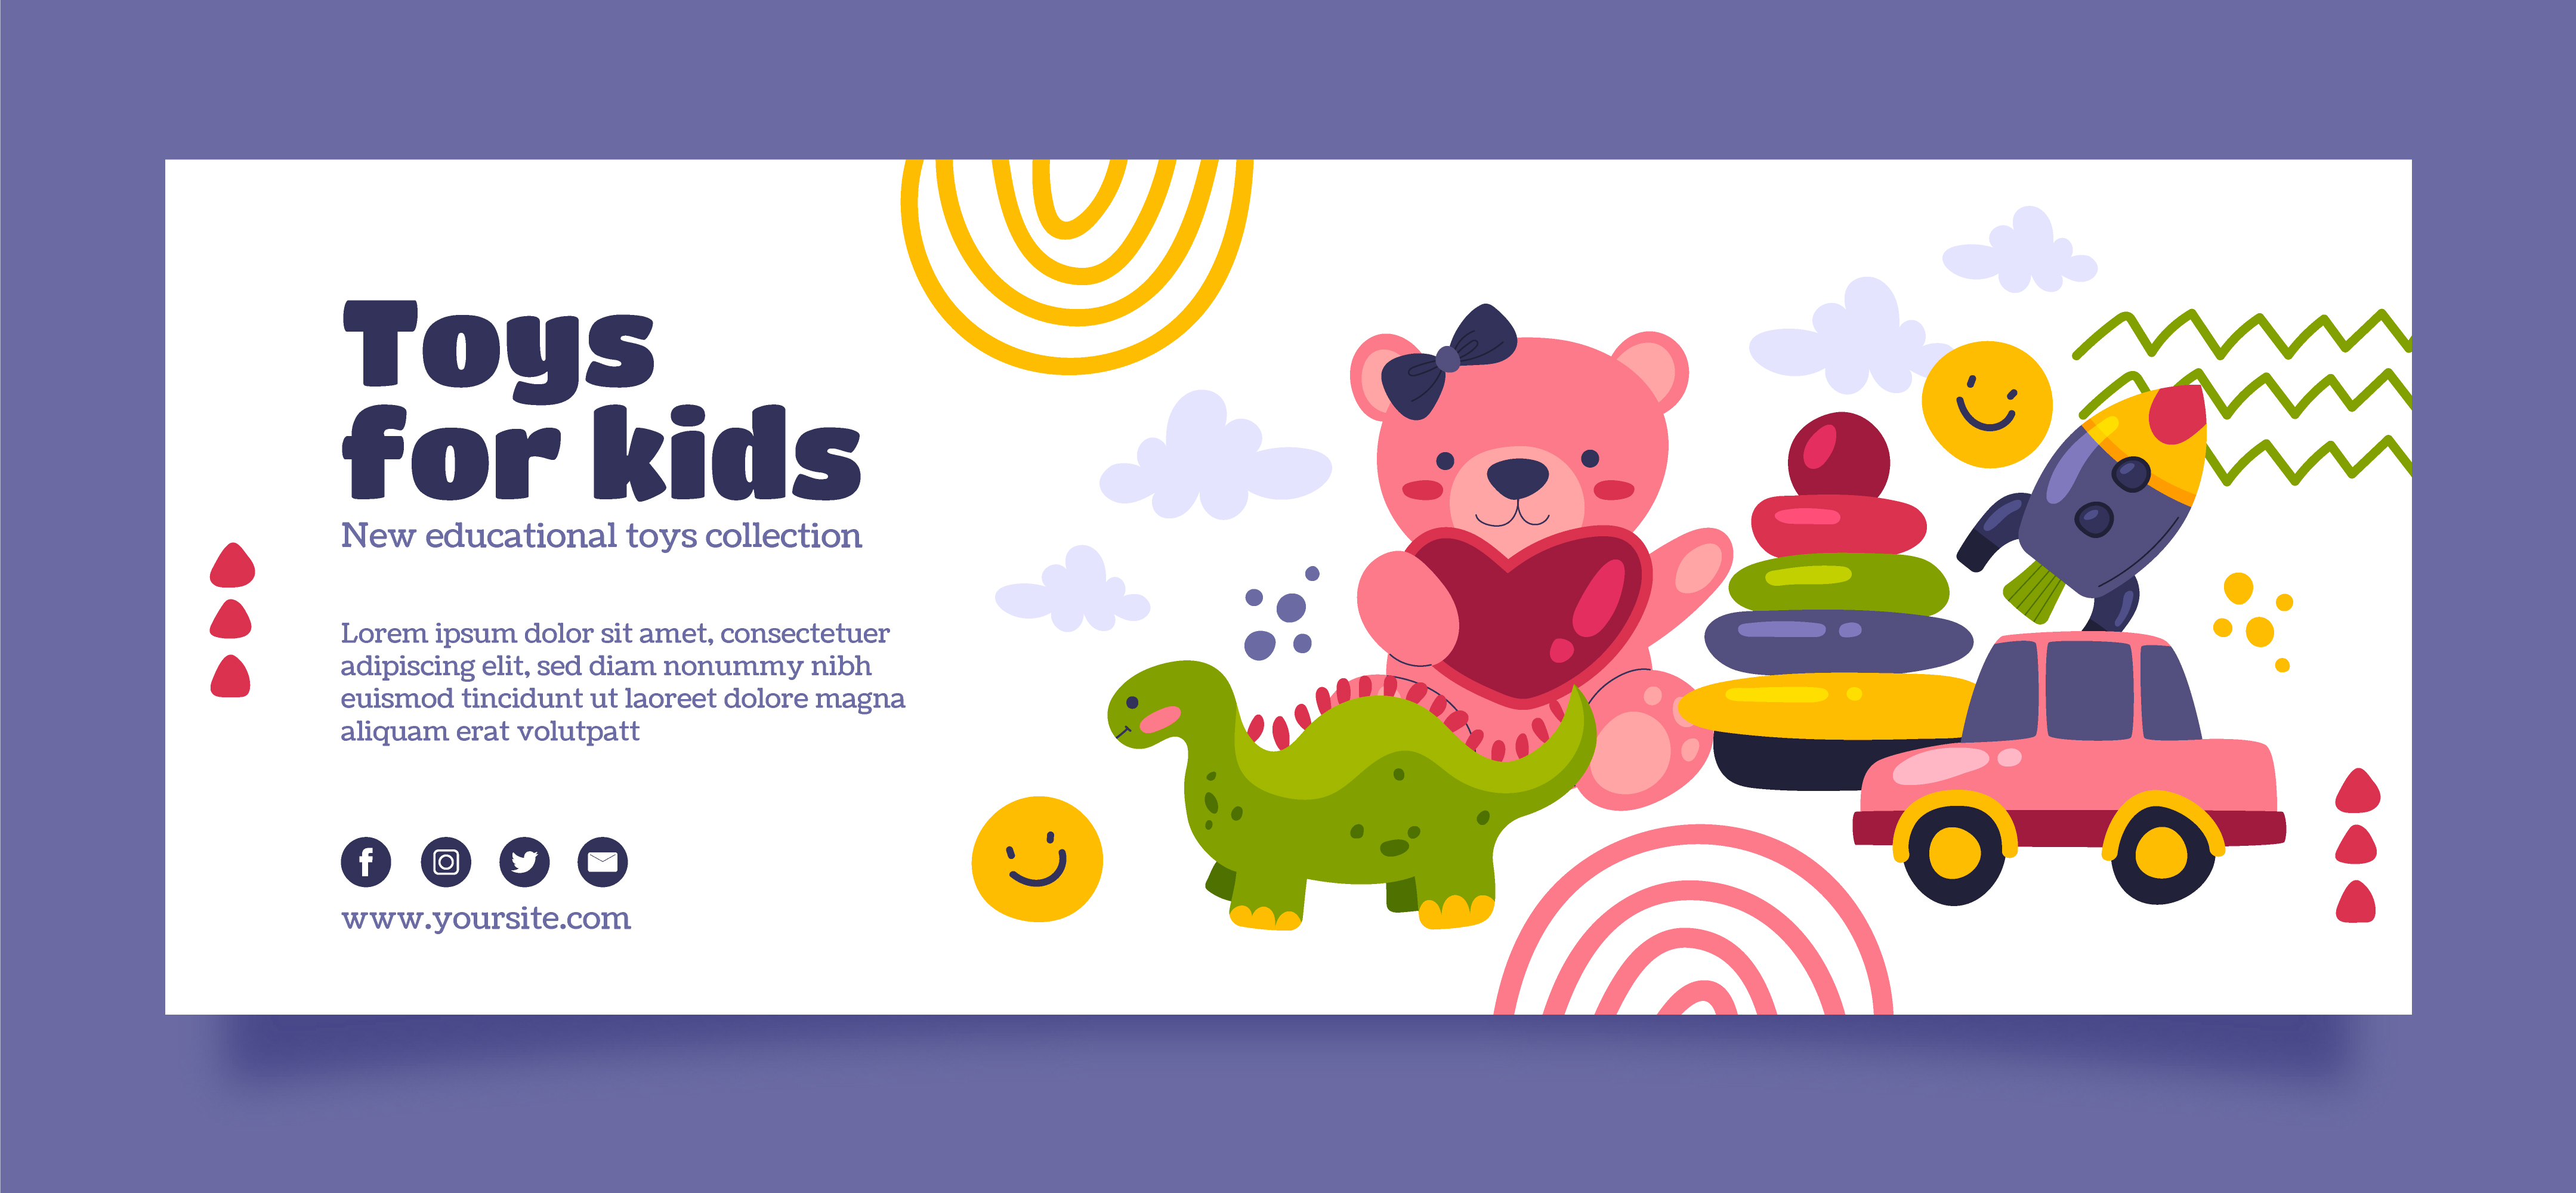 Toys
for kids
New educational toys collection
Lorem ipsum dolor sit amet, consectetuer
adipiscing elit, sed diam nonummy nibh
euismod tincidunt ut laoreet dolore magna
aliquam erat volutpatt
www.yoursite.com